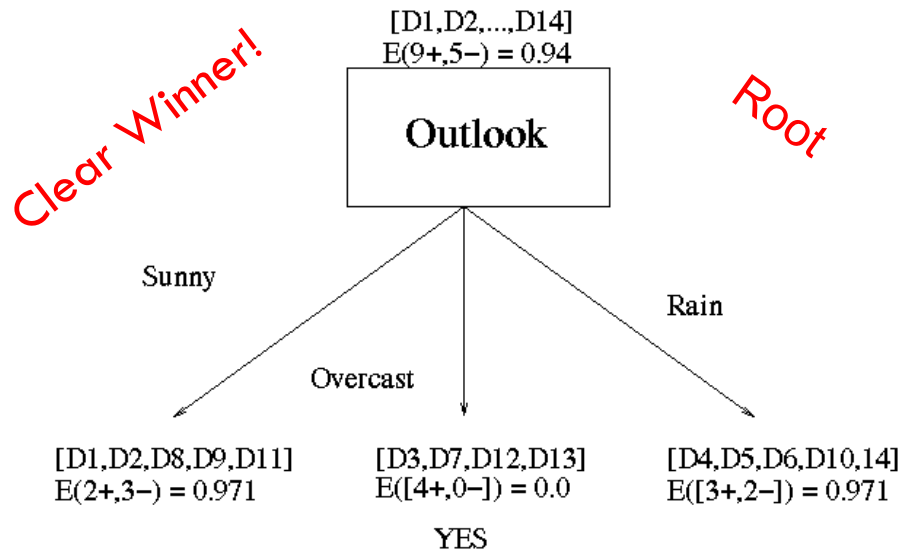 [D1,D2,...,D14]
E(9+,5−) = 0.94
Clear Winner!
Root
Outlook
Sunny
Rain
Overcast
[D1,D2,D8,D9,D11]
E(2+,3−) = 0.971
[D3,D7,D12,D13]
E([4+,0−]) = 0.0
[D4,D5,D6,D10,14]
E([3+,2−]) = 0.971
YES